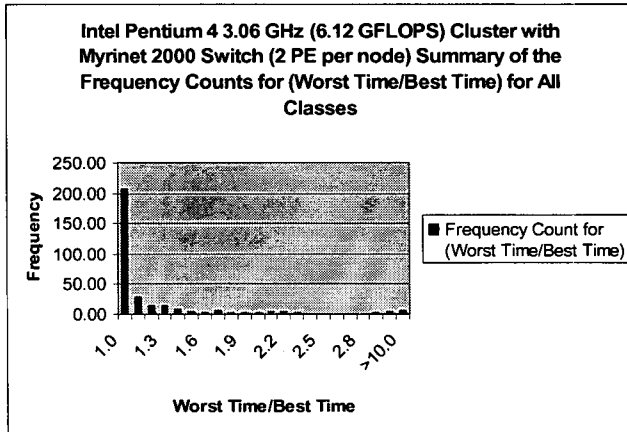 Intel Pentium 4 3.06 GHz (6.12 GFLOPS) Cluster with
Myrinet 2000 Switch (2 PE per node) Summary of the
Frequency Counts for (Worst Time/Best Time) for All
Classes
250.00
200.00
150.00
100.00
50.00
0.00
Frequency
1.0
1.3
1.6
1.9
2.2
2.5
2.8
>10.0
Worst Time/Best Time
Frequency Count for
(Worst Time/Best Time)